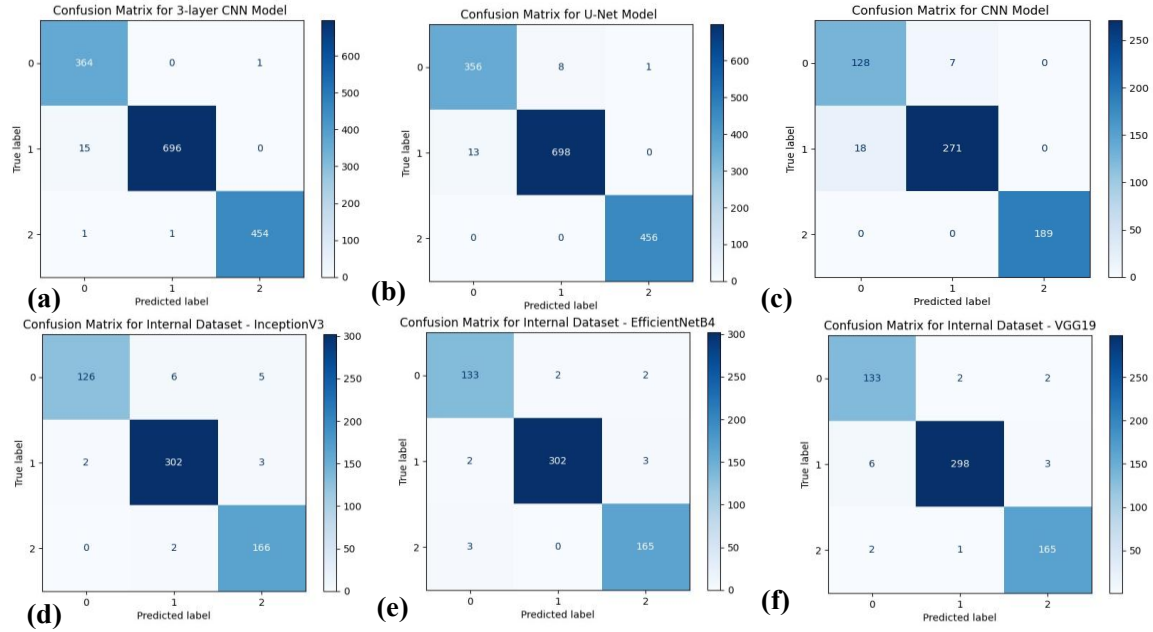 Confusion Matrix for 3-layer CNN Model
0 364 0 1
1 15 696 0
2 1 1 454
True label
0 1 2
Predicted label
600
500
400
300
200
100
0
(a)
Confusion Matrix for U-Net Model
0 356 8 1
1 13 698 0
2 0 0 456
True label
0 1 2
Predicted label
600
500
400
300
200
100
0
(b)
Confusion Matrix for CNN Model
0 128 7 0
1 18 271 0
2 0 0 189
True label
0 1 2
Predicted label
250
200
150
100
50
0
(c)
Confusion Matrix for Internal Dataset - InceptionV3
0 126 6 5
1 2 302 3
2 0 2 166
True label
0 1 2
Predicted label
300
250
200
150
100
50
0
(d)
Confusion Matrix for Internal Dataset - EfficientNetB4
0 133 2 2
1 2 302 3
2 3 0 165
True label
0 1 2
Predicted label
300
250
200
150
100
50
0
(e)
Confusion Matrix for Internal Dataset - VGG19
0 133 2 2
1 6 298 3
2 2 1 165
True label
0 1 2
Predicted label
250
200
150
100
50
(f)